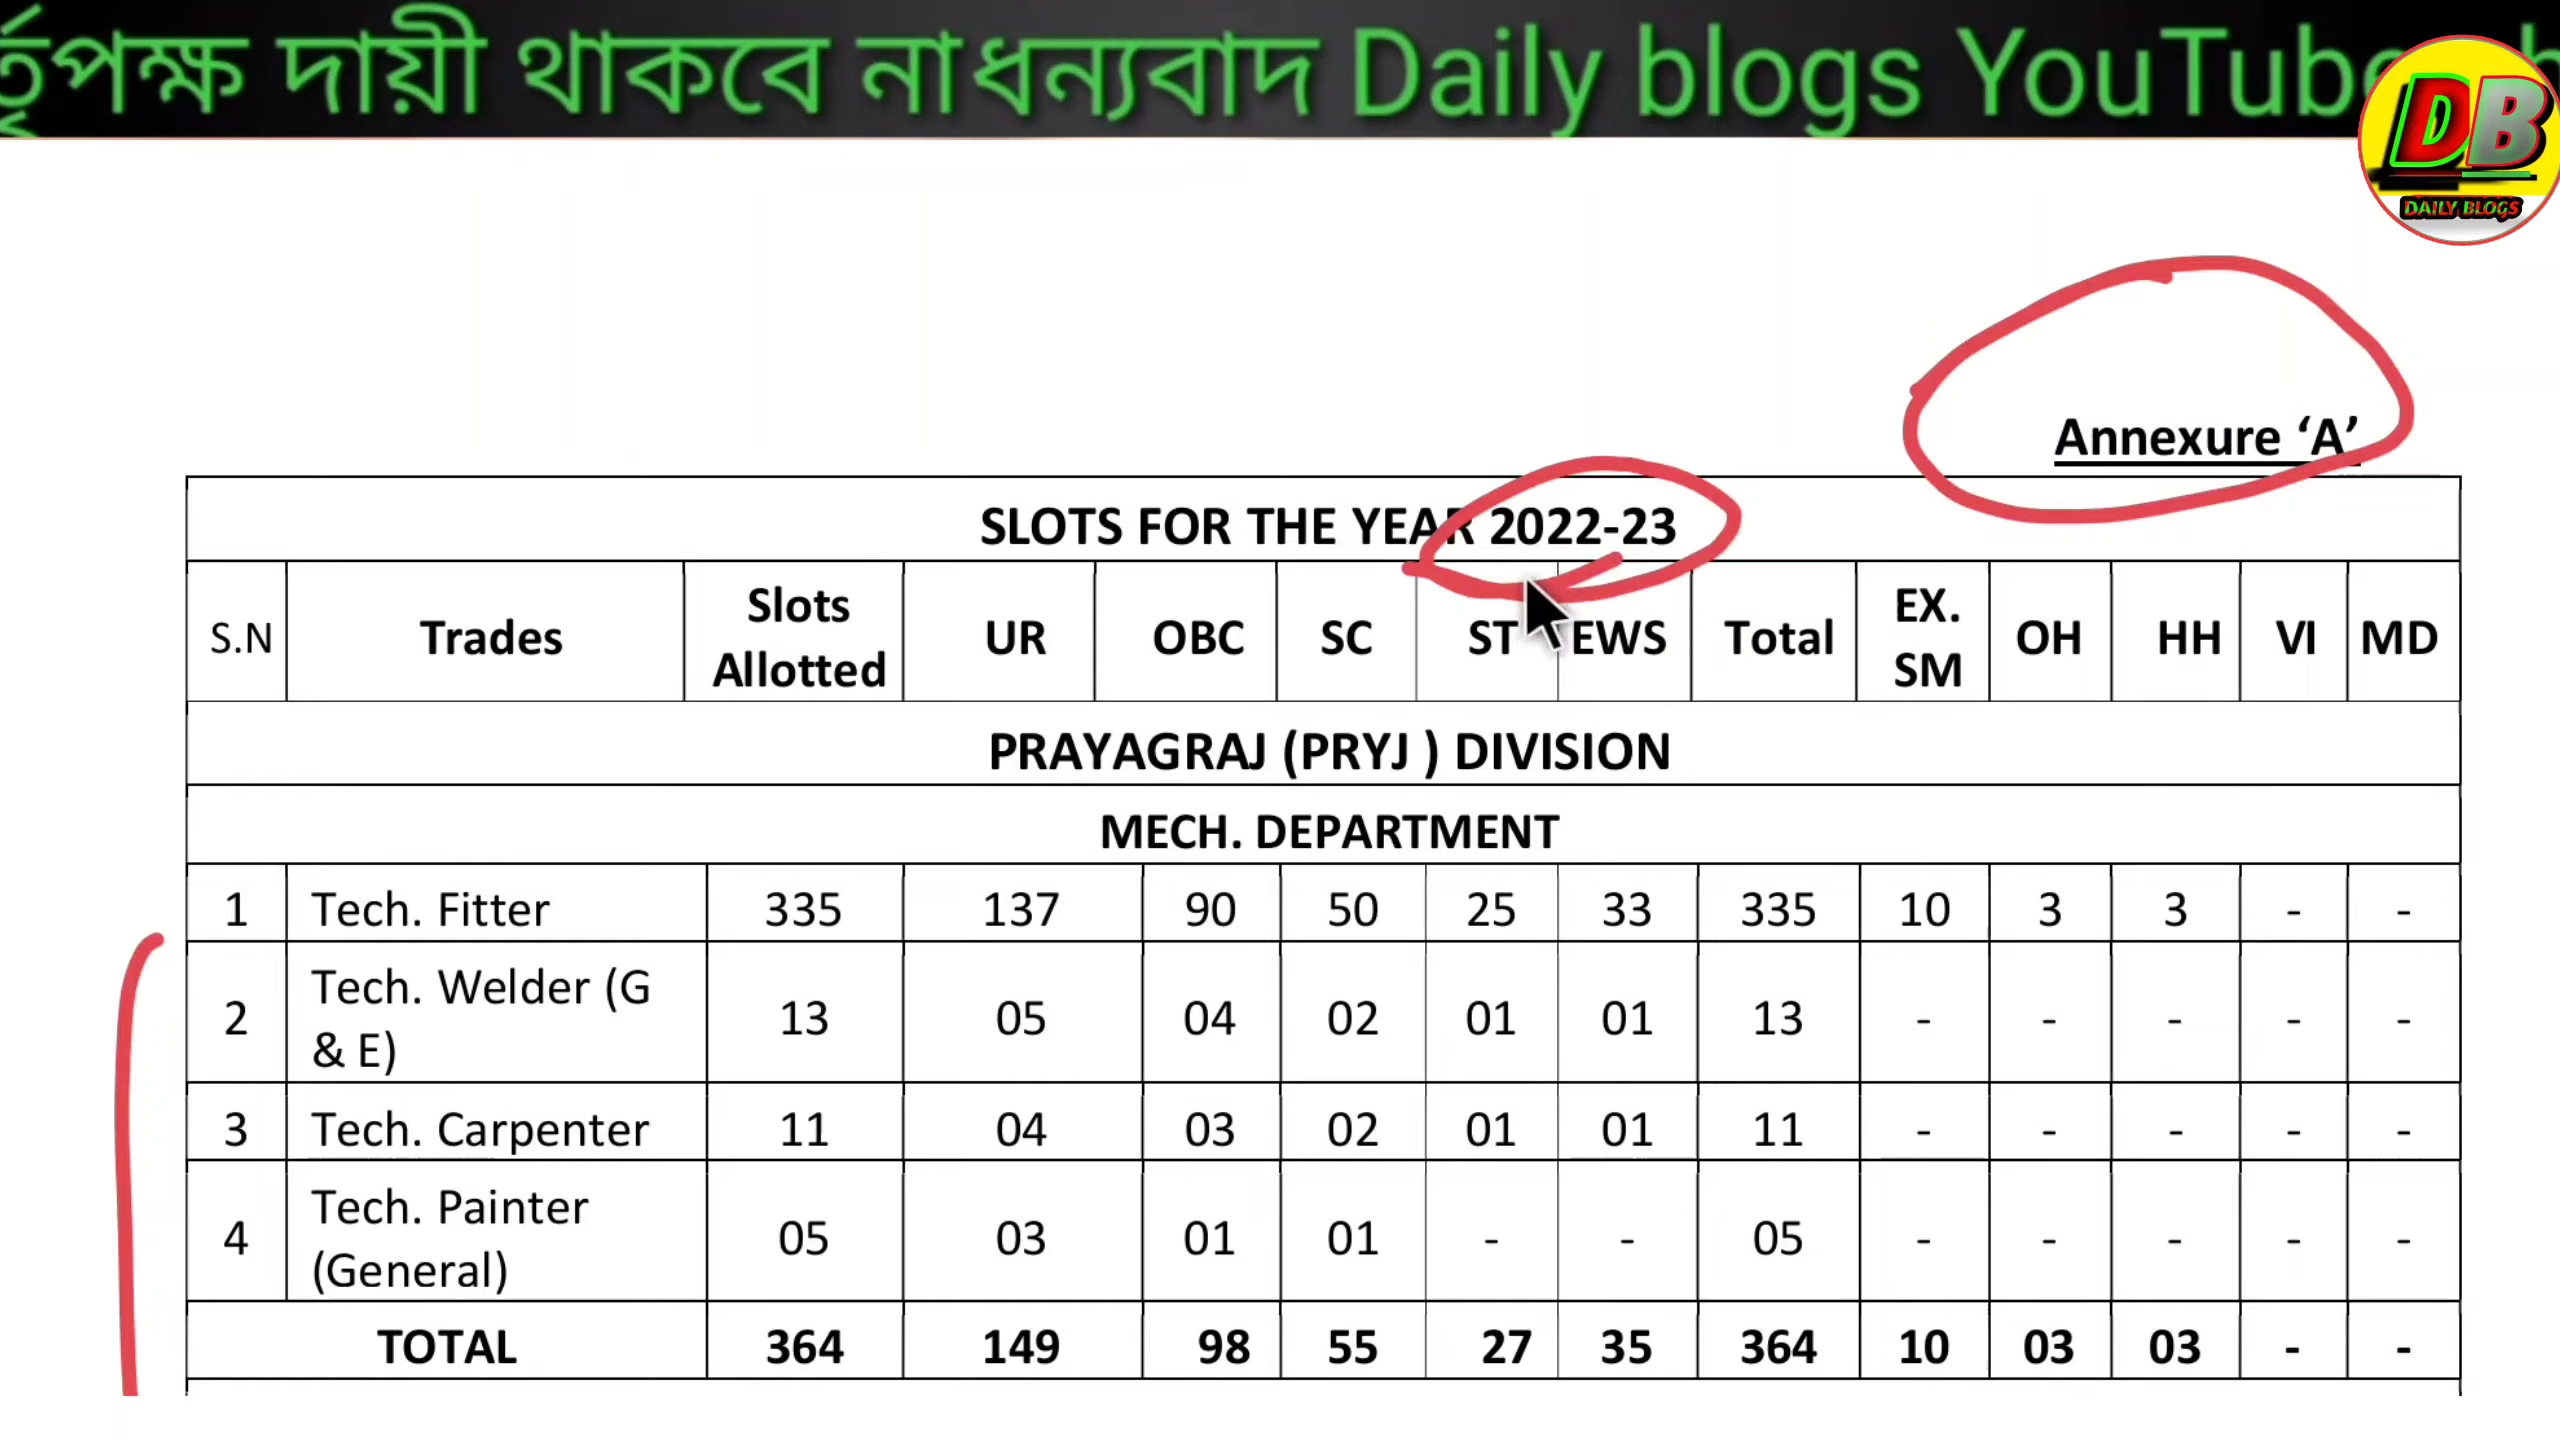 পক্ষ দায়ী থাকবে না ধন্যবাদ Daily blogs YouTube
DB
DAILY BLOGS
Annexure ‘A’
SLOTS FOR THE YEAR 2022-23
S.N Trades Slots Allotted UR OBC SC ST EWS Total EX. SM OH HH VI MD
PRAYAGRAJ (PRYJ ) DIVISION
MECH. DEPARTMENT
1 Tech. Fitter 335 137 90 50 25 33 335 10 3 3 - -
2 Tech. Welder (G & E) 13 05 04 02 01 01 13 - - - - -
3 Tech. Carpenter 11 04 03 02 01 01 11 - - - - -
4 Tech. Painter (General) 05 03 01 01 - - 05 - - - - -
TOTAL 364 149 98 55 27 35 364 10 03 03 - -